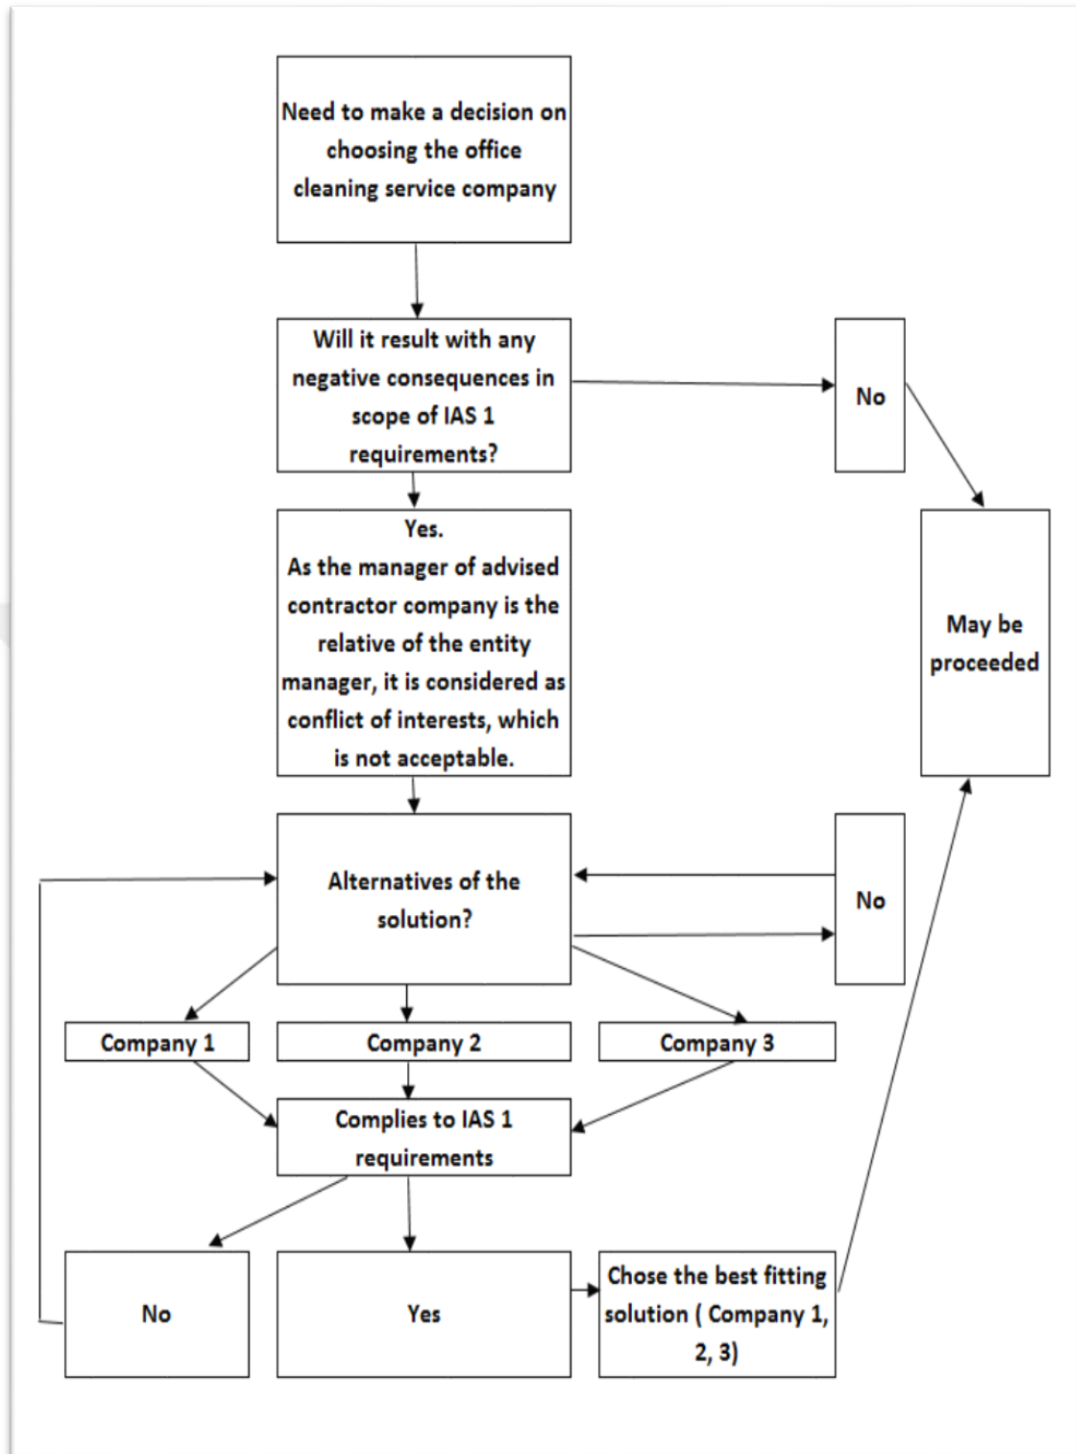 Need to make a decision on
choosing the office
cleaning service company
Will it result with any
negative consequences in
scope of IAS 1
requirements?
No
Yes.
As the manager of advised
contractor company is the
relative of the entity
manager, it is considered as
conflict of interests, which
is not acceptable.
May be
proceeded
Alternatives of the
solution?
No
Company 1
Company 2
Company 3
Complies to IAS 1
requirements
No
Yes
Chose the best fitting
solution ( Company 1,
2, 3)